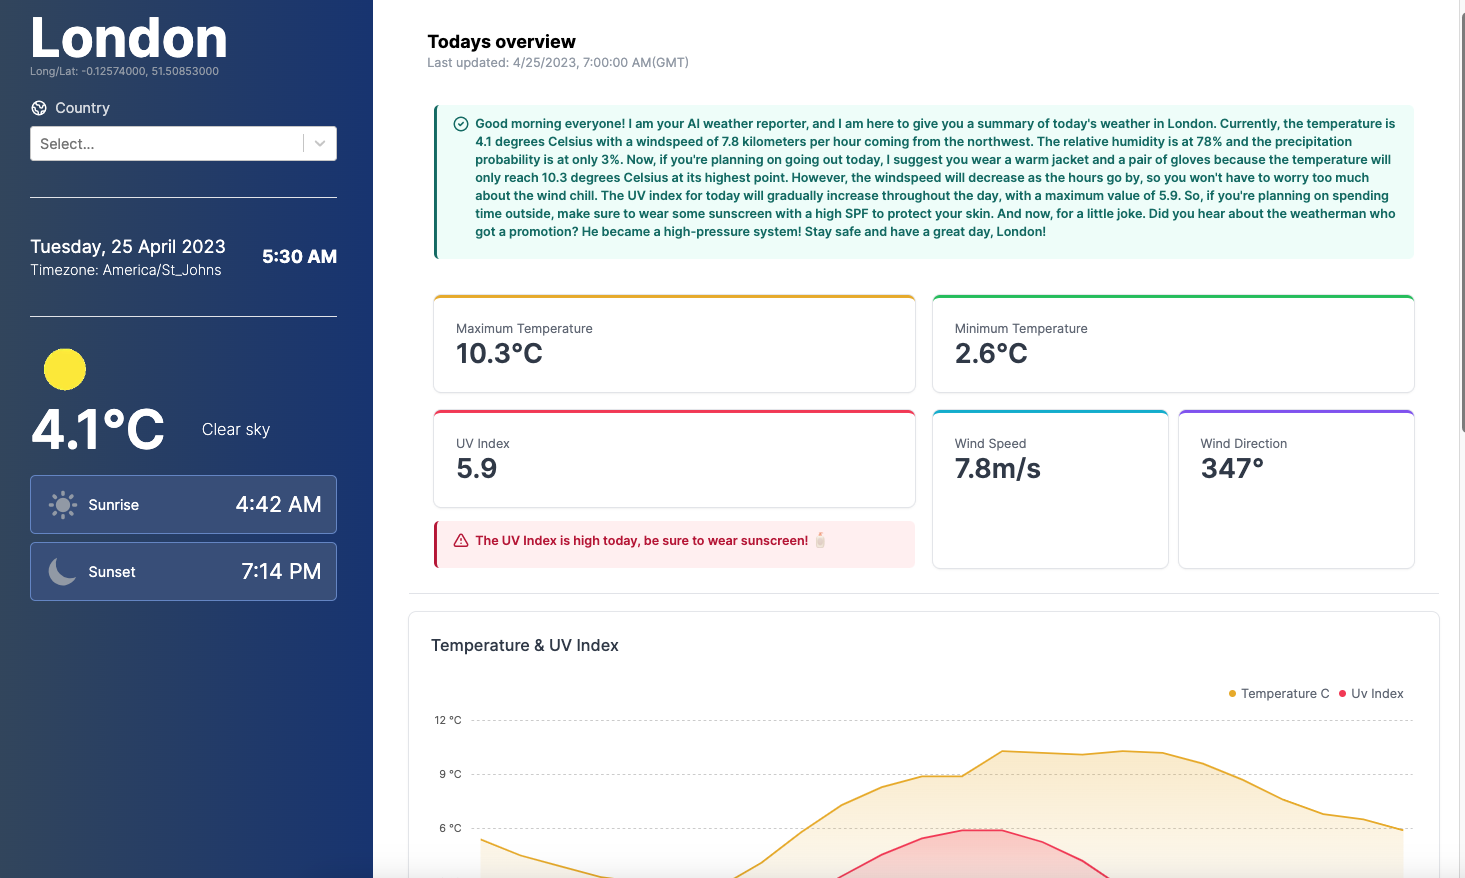 London
Long/Lat: -0.12574000, 51.50853000
Country
Select...
Tuesday, 25 April 2023
Timezone: America/St_Johns
5:30 AM
4.1°C
Clear sky
Sunrise
4:42 AM
Sunset
7:14 PM
Todays overview
Last updated: 4/25/2023, 7:00:00 AM(GMT)
Good morning everyone! I am your AI weather reporter, and I am here to give you a summary of today's weather in London. Currently, the temperature is
4.1 degrees Celsius with a windspeed of 7.8 kilometers per hour coming from the northwest. The relative humidity is at 78% and the precipitation
probability is at only 3%. Now, if you're planning on going out today, I suggest you wear a warm jacket and a pair of gloves because the temperature will
only reach 10.3 degrees Celsius at its highest point. However, the windspeed will decrease as the hours go by, so you won't have to worry too much
about the wind chill. The UV index for today will gradually increase throughout the day, with a maximum value of 5.9. So, if you're planning on spending
time outside, make sure to wear some sunscreen with a high SPF to protect your skin. And now, for a little joke. Did you hear about the weatherman who
got a promotion? He became a high-pressure system! Stay safe and have a great day, London!
Maximum Temperature
10.3°C
Minimum Temperature
2.6°C
UV Index
5.9
The UV Index is high today, be sure to wear sunscreen!
Wind Speed
7.8m/s
Wind Direction
347°
Temperature & UV Index
Temperature C
Uv Index
12 °C
9 °C
6 °C